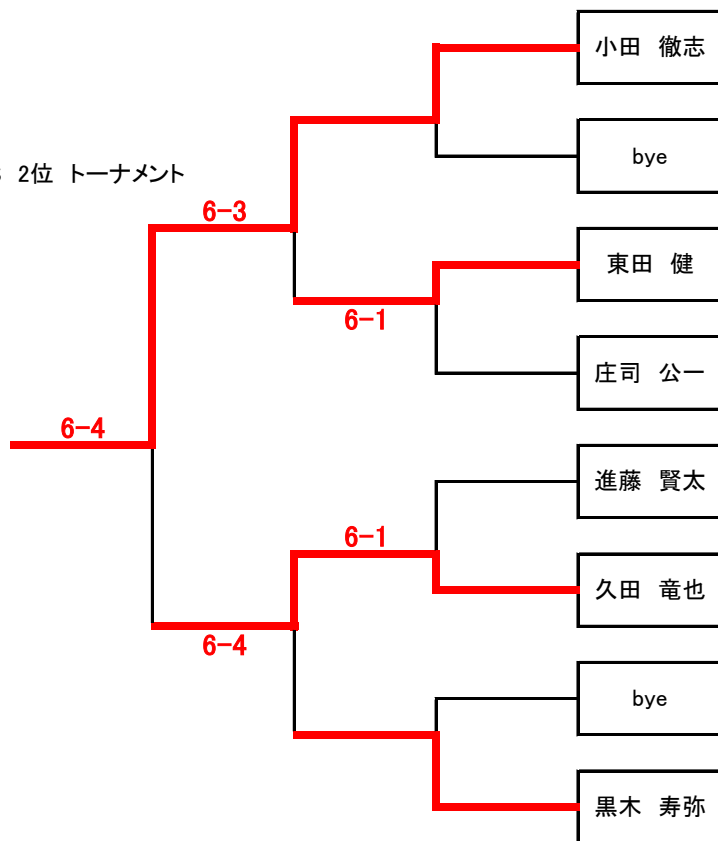 小田　徹志
bye
2位 トーナメント
6-3
東田　健
6-1
庄司　公一
6-4
進藤　賢太
6-1
久田　竜也
6-4
bye
黒木　寿弥